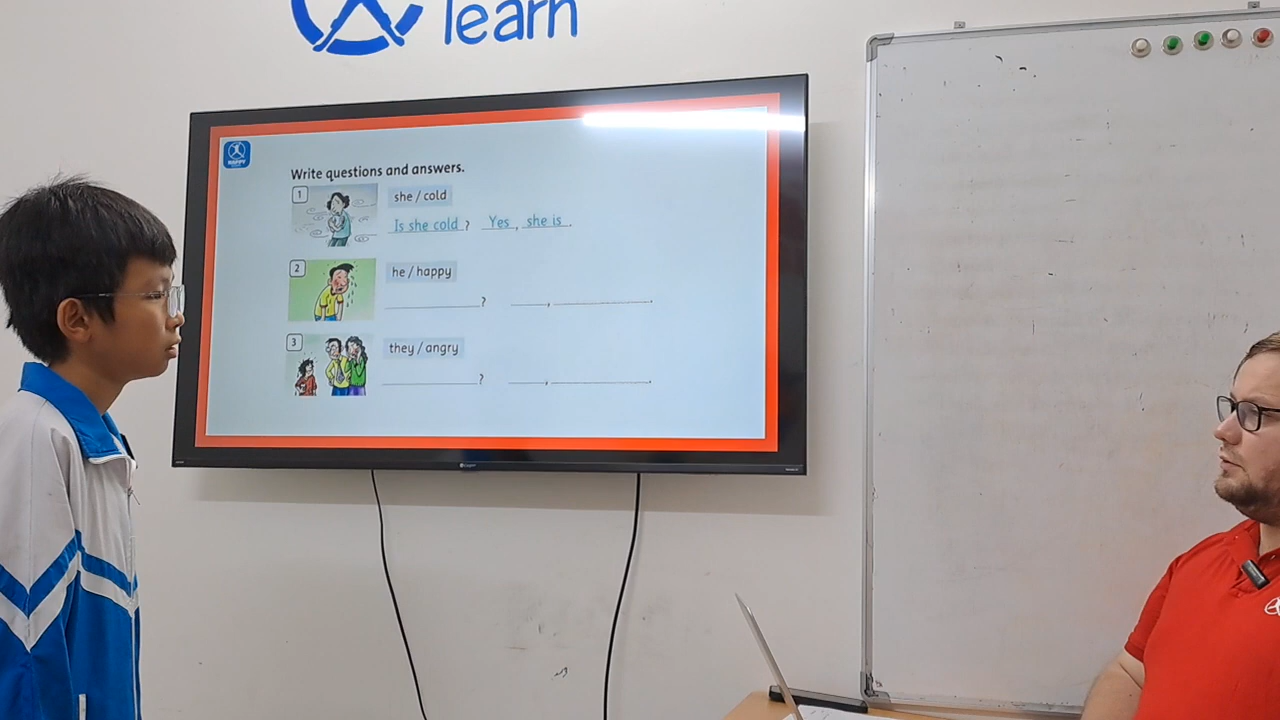 learn
HAPPY
Write questions and answers.
1 she / cold
Is she cold ? Yes , she is .
2 he / happy
? , .
3 they / angry
? , .